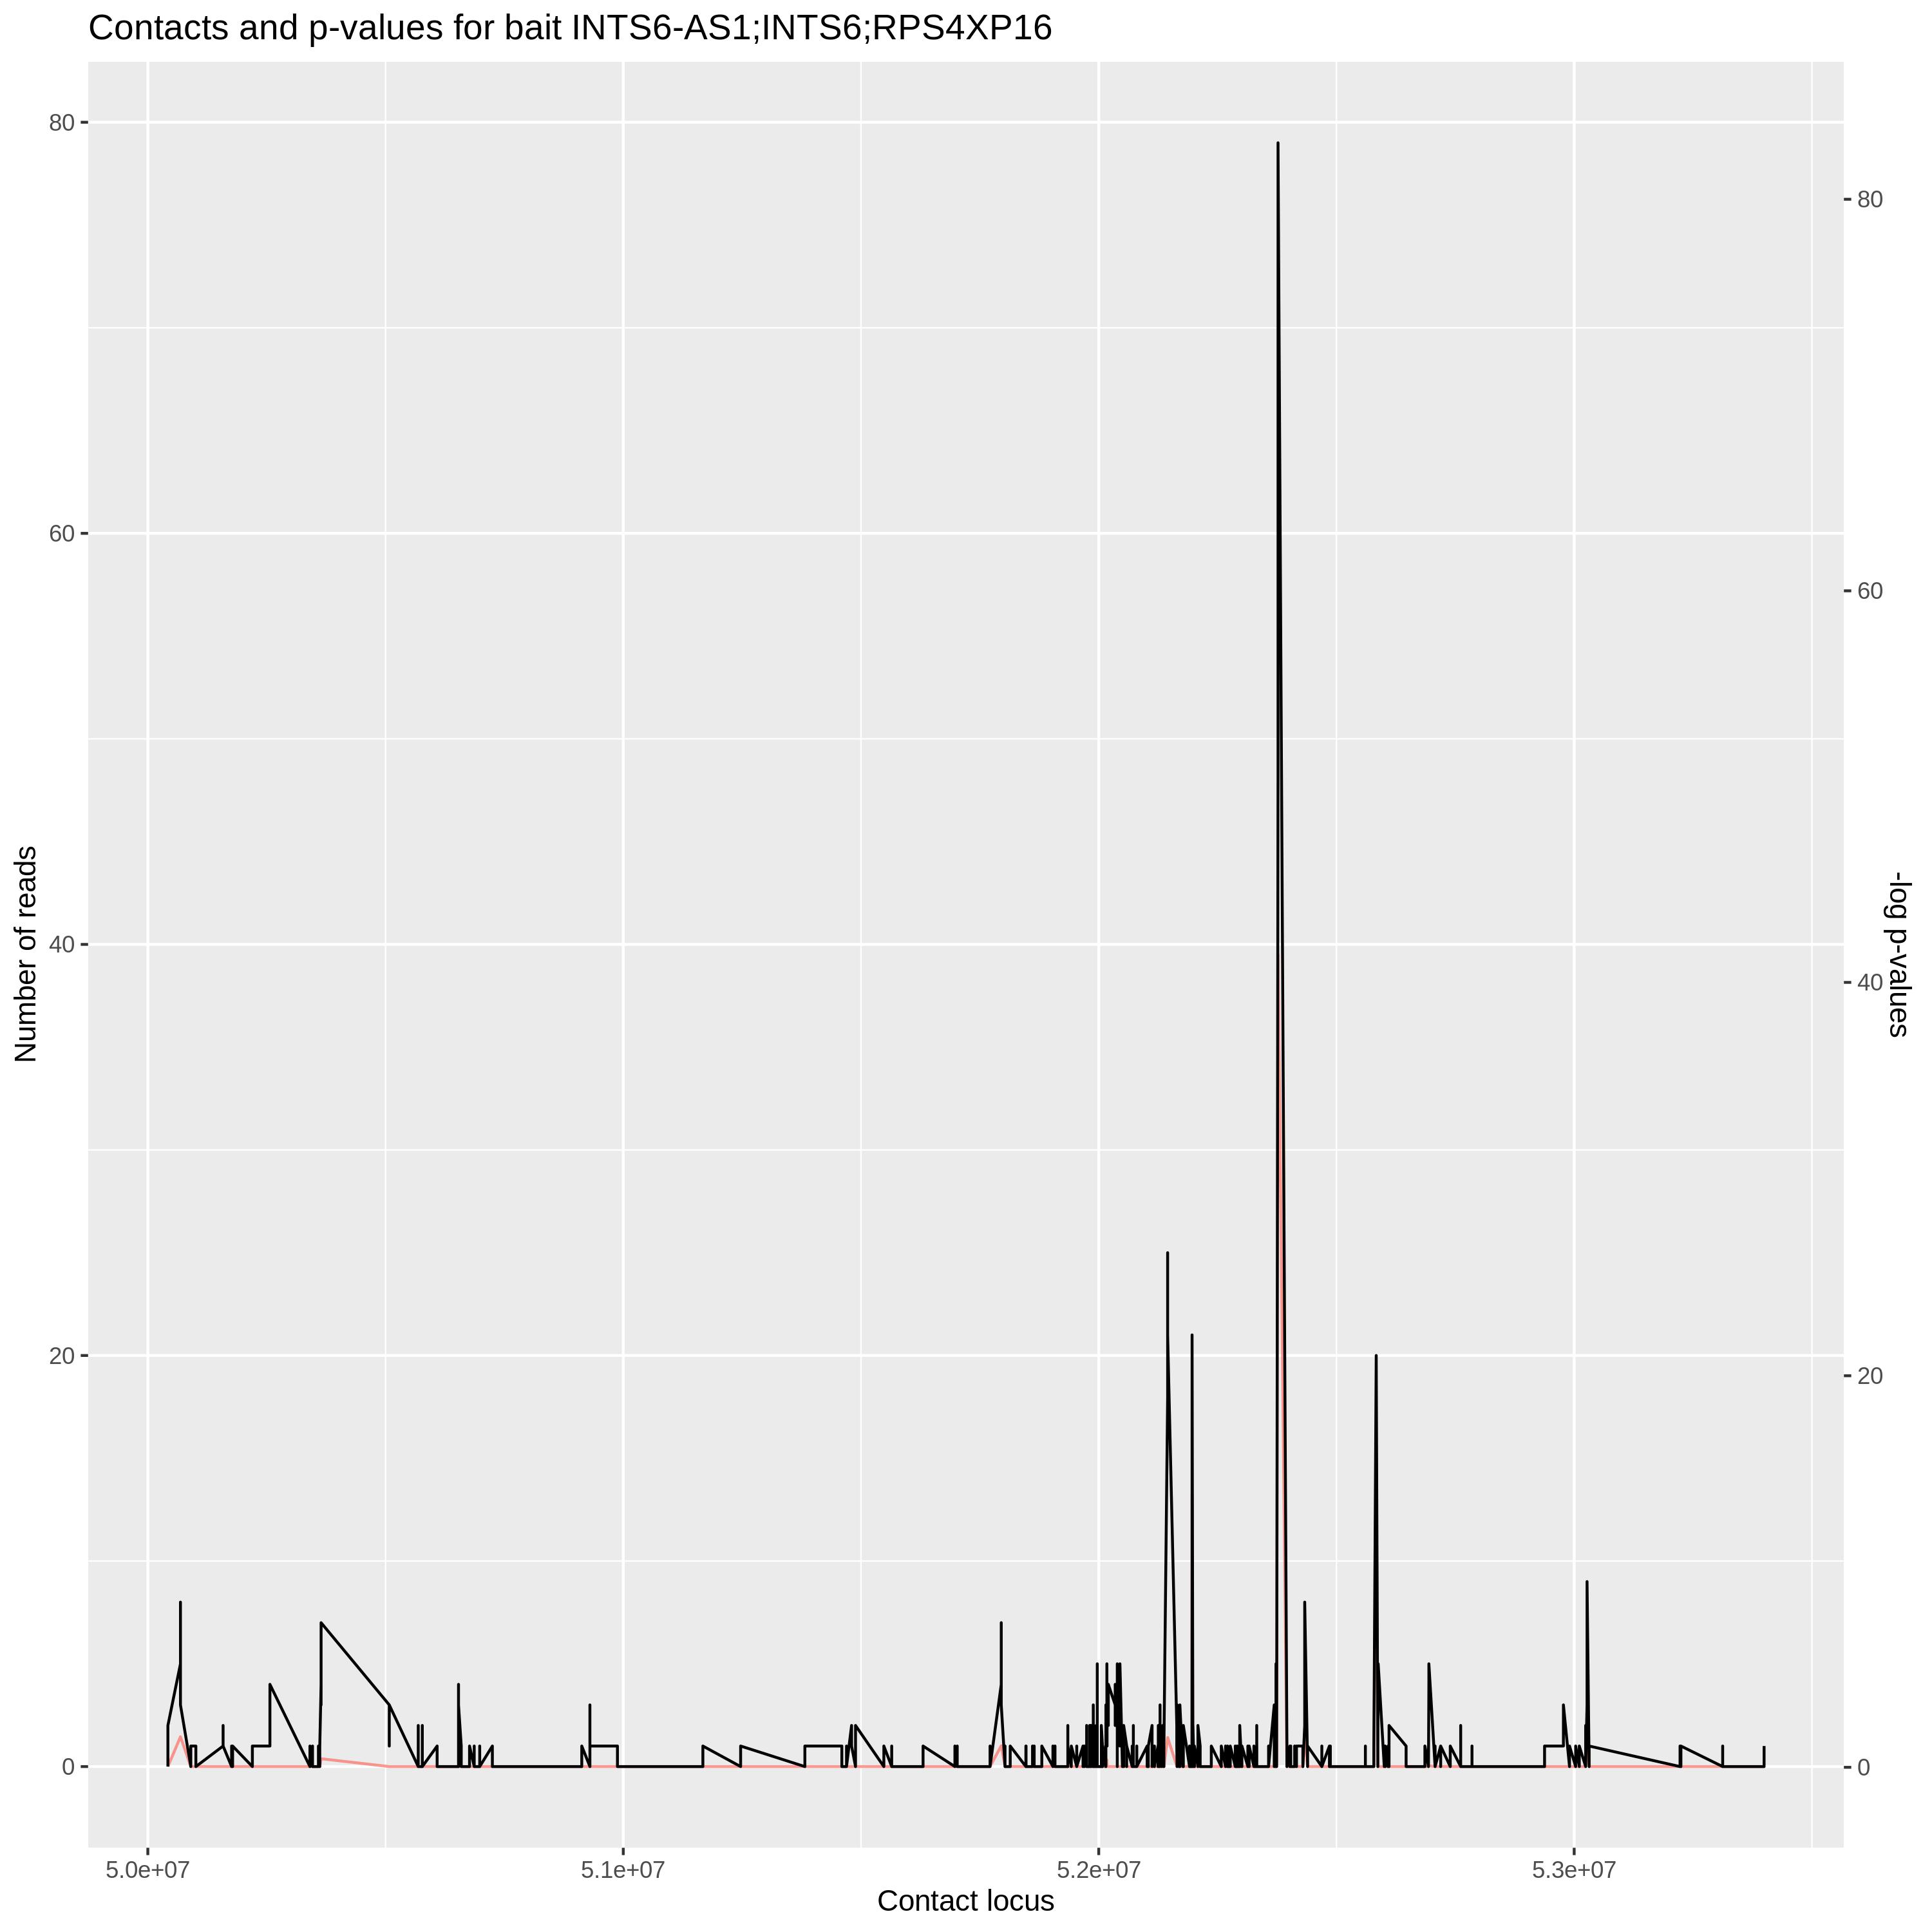 Contacts and p-values for bait INTS6-AS1;INTS6;RPS4XP16
80
60
40
20
0
Number of reads
80
60
40
20
0
-log p-values
5.0e+07
5.1e+07
5.2e+07
5.3e+07
Contact locus